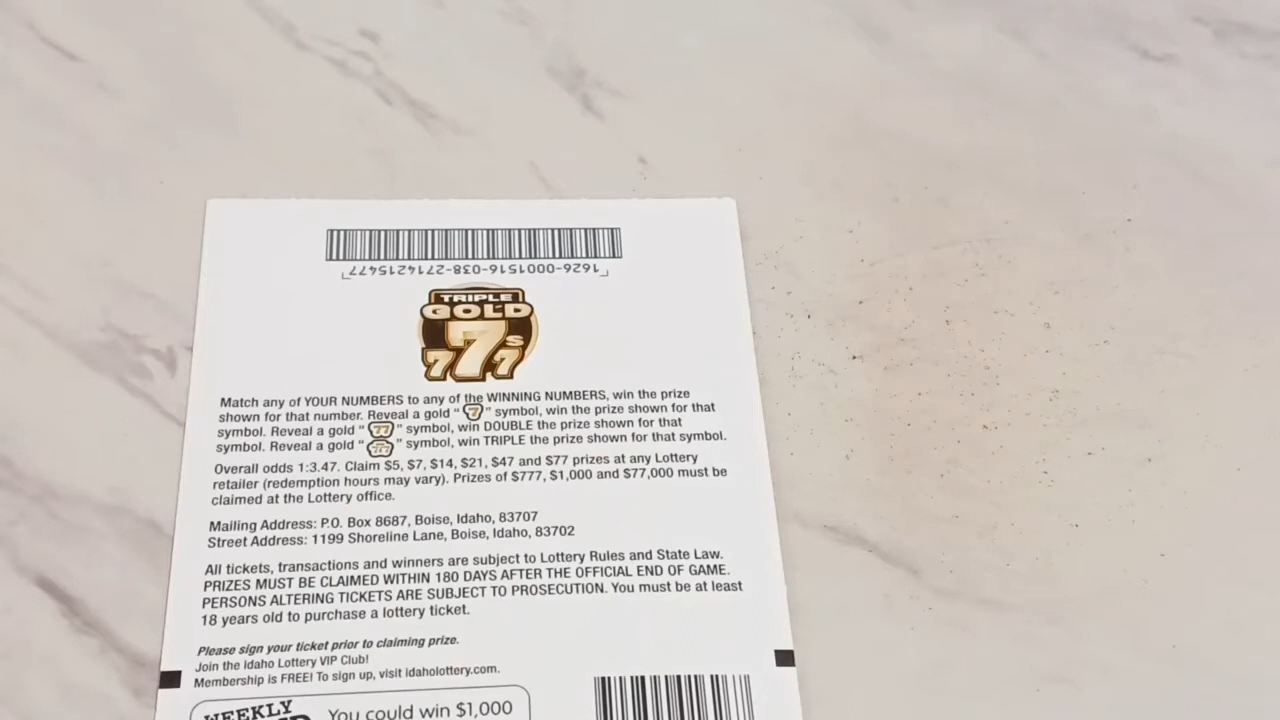 1626-0001516-038-2714215477
TRIPLE
GOLD
7s
7 7
Match any of YOUR NUMBERS to any of the WINNING NUMBERS, win the prize
shown for that number. Reveal a gold "7" symbol, win the prize shown for that
symbol. Reveal a gold "77" symbol, win DOUBLE the prize shown for that
symbol. Reveal a gold "777" symbol, win TRIPLE the prize shown for that symbol.
Overall odds 1:3.47. Claim $5, $7, $14, $21, $47 and $77 prizes at any Lottery
retailer (redemption hours may vary). Prizes of $777, $1,000 and $77,000 must be
claimed at the Lottery office.
Mailing Address: P.O. Box 8687, Boise, Idaho, 83707
Street Address: 1199 Shoreline Lane, Boise, Idaho, 83702
All tickets, transactions and winners are subject to Lottery Rules and State Law.
PRIZES MUST BE CLAIMED WITHIN 180 DAYS AFTER THE OFFICIAL END OF GAME.
PERSONS ALTERING TICKETS ARE SUBJECT TO PROSECUTION. You must be at least
18 years old to purchase a lottery ticket.
Please sign your ticket prior to claiming prize.
Join the Idaho Lottery VIP Club!
Membership is FREE! To sign up, visit idaholottery.com.
WEEKLY
You could win $1,000